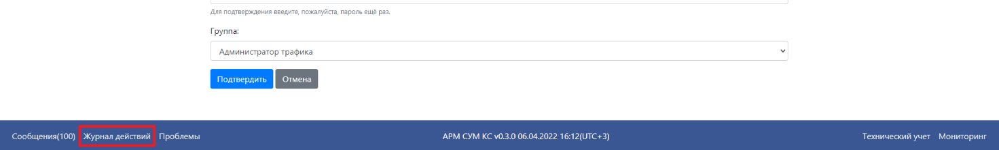 Для подтверждения введите, пожалуйста, пароль ещё раз.
Группа:
Администратор трафика
Подтвердить Отмена
Сообщения(100) Журнал действий Проблемы АРМ СУМ КС v0.3.0 06.04.2022 16:12(UTC+3) Технический учет Мониторинг